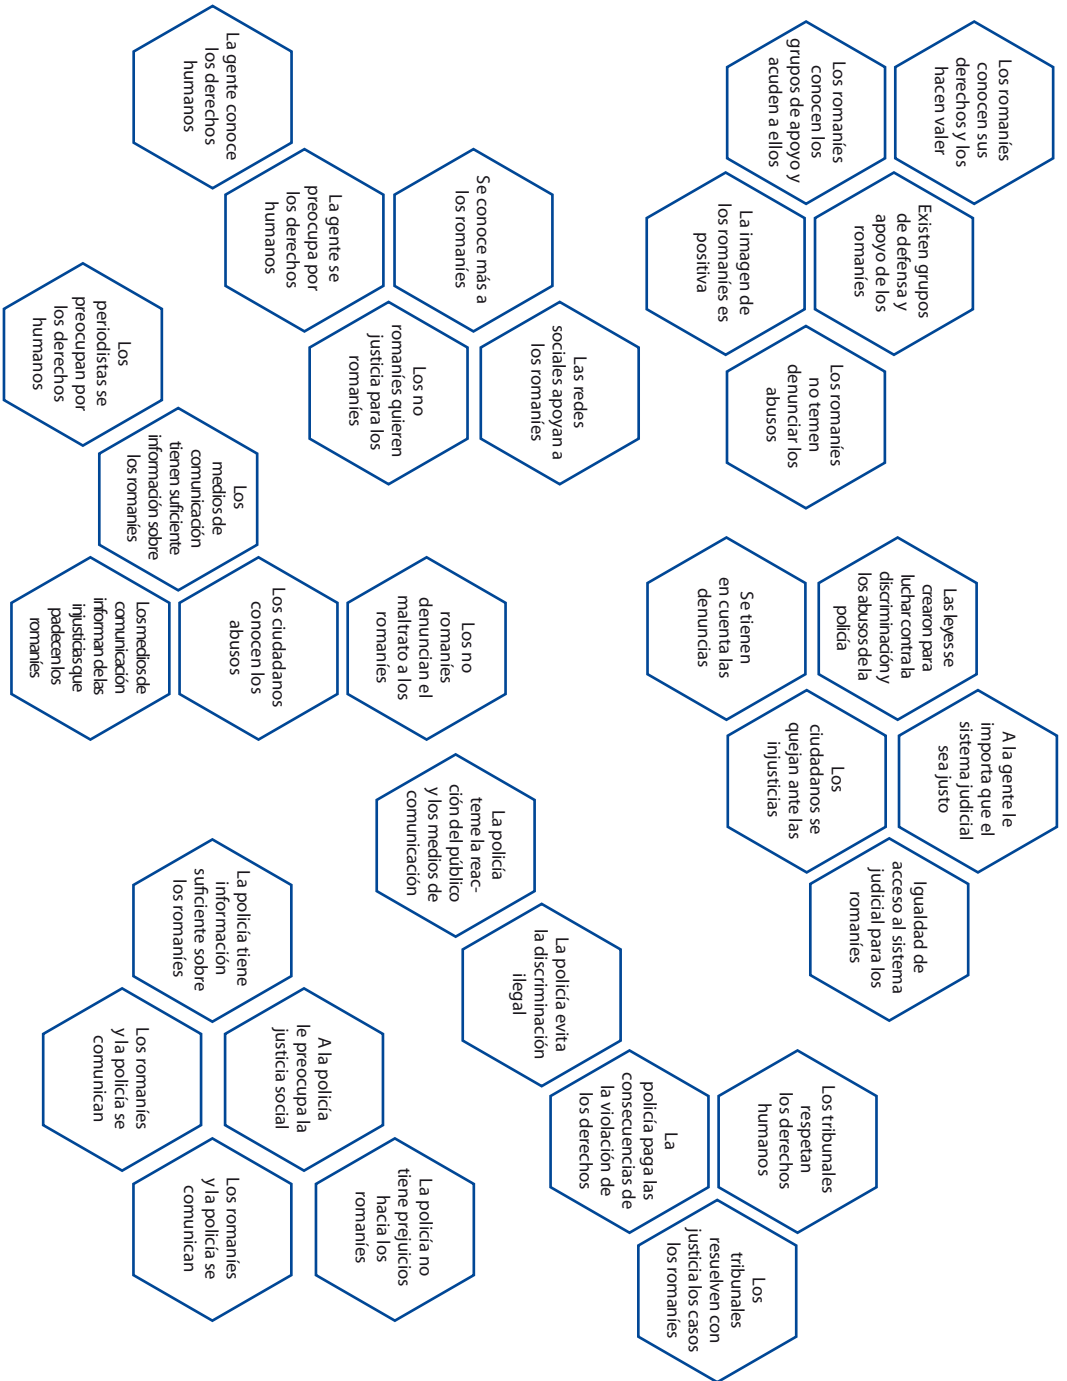 Los romaníes
conocen sus
derechos y los
hacen valer
Los romaníes
conocen los
grupos de apoyo y
acuden a ellos
Existen grupos
de defensa y
apoyo de los
romaníes
La imagen de
los romaníes es
positiva
Los romaníes
no temen
denunciar los
abusos
Las leyes se
crearon para
luchar contra la
discriminación y
los abusos de la
policía
Se tienen
en cuenta las
denuncias
A la gente le
importa que el
sistema judicial
sea justo
Los
ciudadanos se
quejan ante las
injusticias
Igualdad de
acceso al sistema
judicial para los
romaníes
Los tribunales
respetan
los derechos
humanos
La
policía paga las
consecuencias de
la violación de
los derechos
Los
tribunales
resuelven con
justicia los casos
los romaníes
La policía evita
la discriminación
ilegal
La policía
teme la reac-
ción del público
y los medios de
comunicación
La gente conoce
los derechos
humanos
La gente se
preocupa por
los derechos
humanos
Se conoce más a
los romaníes
Los no
romaníes quieren
justicia para los
romaníes
Las redes
sociales apoyan a
los romaníes
Los
periodistas se
preocupan por
los derechos
humanos
Los
medios de
comunicación
tienen suficiente
información sobre
los romaníes
Los medios de
comunicación
informan de las
injusticias que
padecen los
romaníes
Los ciudadanos
conocen los
abusos
Los no
romaníes
denuncian el
maltrato a los
romaníes
La policía tiene
información
suficiente sobre
los romaníes
Los romaníes
y la policía se
comunican
A la policía
le preocupa la
justicia social
Los romaníes
y la policía se
comunican
La policía no
tiene prejuicios
hacia los
romaníes